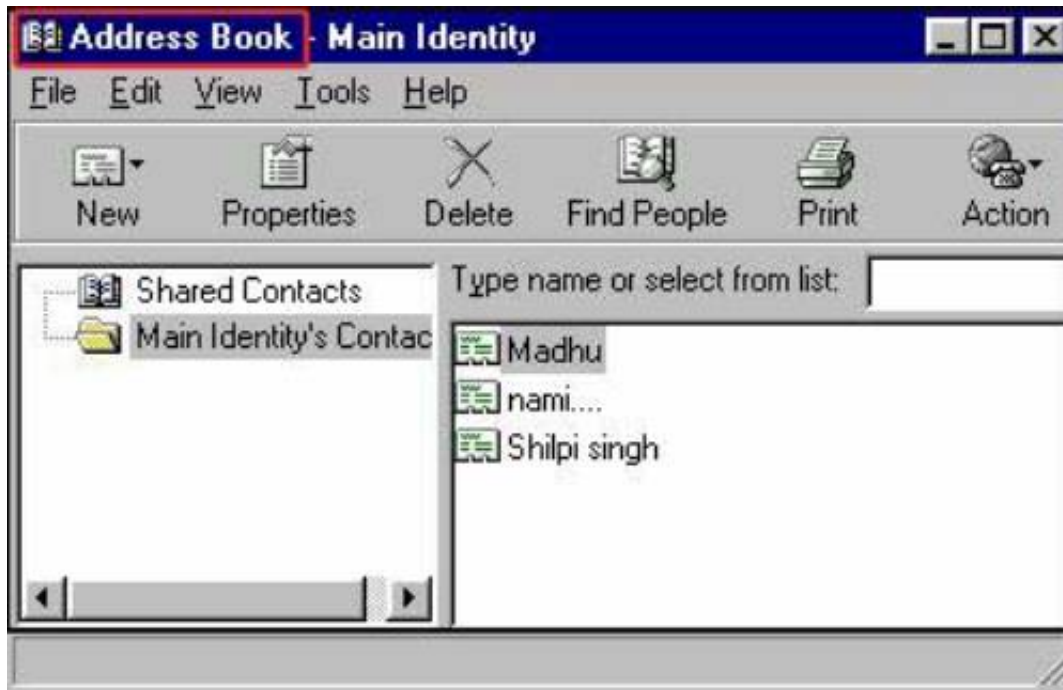 Address Book - Main Identity
File Edit View Tools Help
New Properties Delete Find People Print Action
Shared Contacts
Main Identity's Contac
Type name or select from list:
Madhu
nami....
Shilpi singh